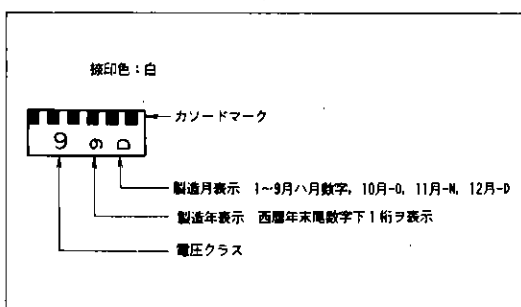 捺印色：白
カソードマーク
9 9 D
製造月表示 1~9月ハ月数字, 10月-O, 11月-N, 12月-D
製造年表示 西暦年末尾数字下1桁ヲ表示
電圧クラス